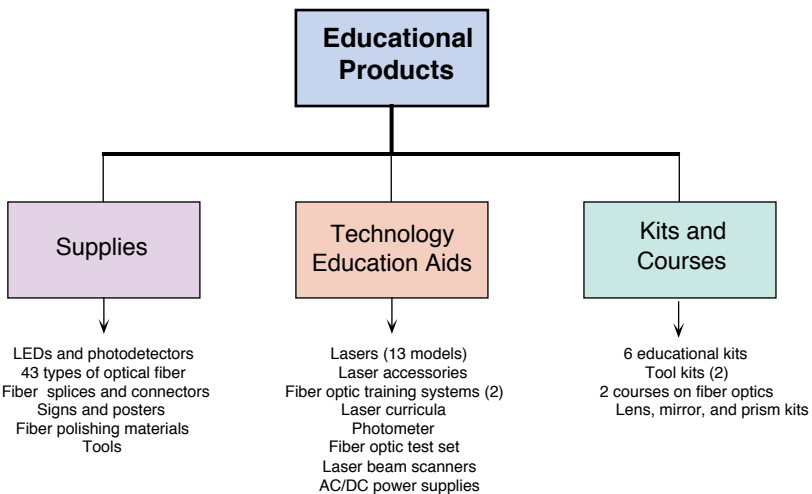 Educational
Products
Supplies
Technology
Education Aids
Kits and
Courses
LEDs and photodetectors
43 types of optical fiber
Fiber splices and connectors
Signs and posters
Fiber polishing materials
Tools
Lasers (13 models)
Laser accessories
Fiber optic training systems (2)
Laser curricula
Photometer
Fiber optic test set
Laser beam scanners
AC/DC power supplies
6 educational kits
Tool kits (2)
2 courses on fiber optics
Lens, mirror, and prism kits